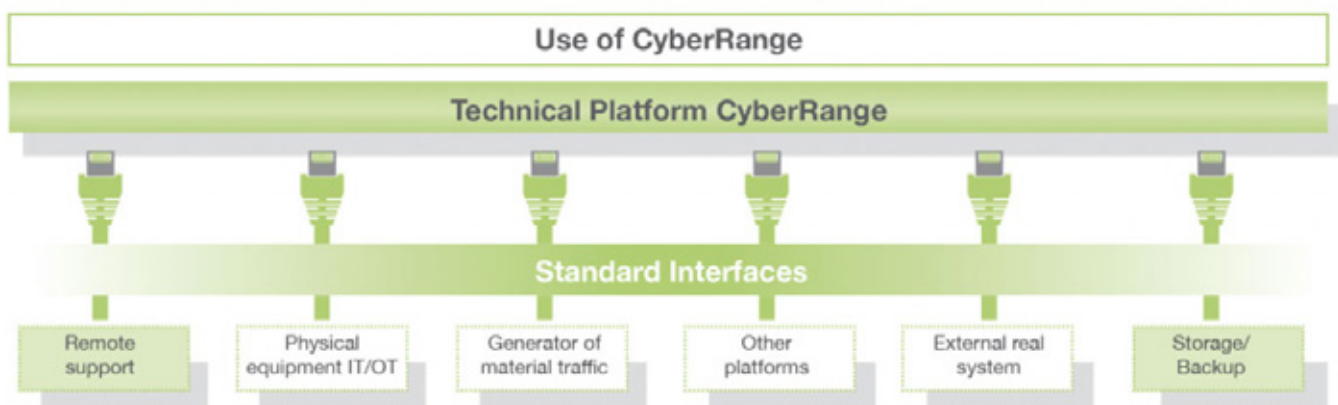 Use of CyberRange
Technical Platform CyberRange
Standard Interfaces
Remote
support
Physical
equipment IT/OT
Generator of
material traffic
Other
platforms
External real
system
Storage/
Backup